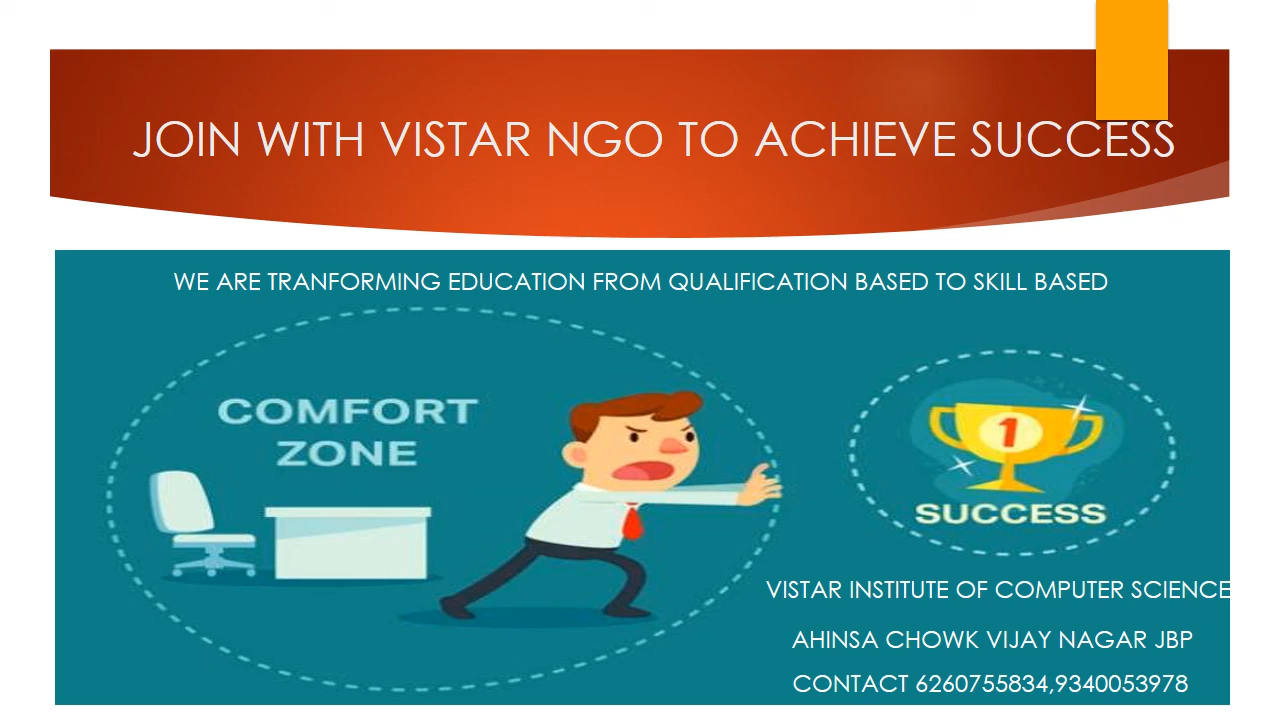 JOIN WITH VISTAR NGO TO ACHIEVE SUCCESS
WE ARE TRANFORMING EDUCATION FROM QUALIFICATION BASED TO SKILL BASED
COMFORT
ZONE
1
SUCCESS
VISTAR INSTITUTE OF COMPUTER SCIENCE
AHINSA CHOWK VIJAY NAGAR JBP
CONTACT 6260755834,9340053978